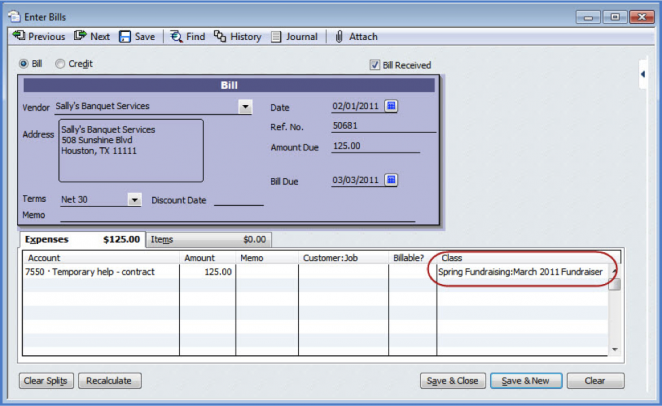 Enter Bills
Previous Next Save Find History Journal Attach
Bill Credit Bill Received
Bill
Vendor Sally's Banquet Services Date 02/01/2011
Address Sally's Banquet Services Ref. No. 50681
508 Sunshine Blvd
Houston, TX 11111 Amount Due 125.00
Bill Due 03/03/2011
Terms Net 30 Discount Date
Memo
Expenses $125.00 Items $0.00
Account Amount Memo Customer:Job Billable? Class
7550 · Temporary help - contract 125.00 Spring Fundraising:March 2011 Fundraiser
Clear Splits Recalculate Save & Close Save & New Clear